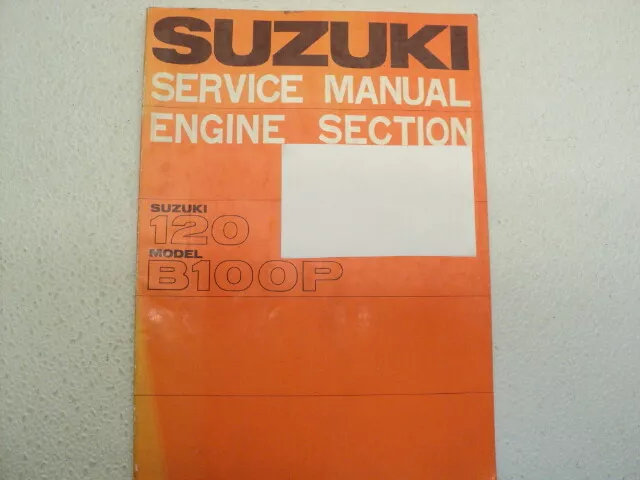 SUZUKI
SERVICE MANUAL
ENGINE SECTION
SUZUKI
120
MODEL
B100P